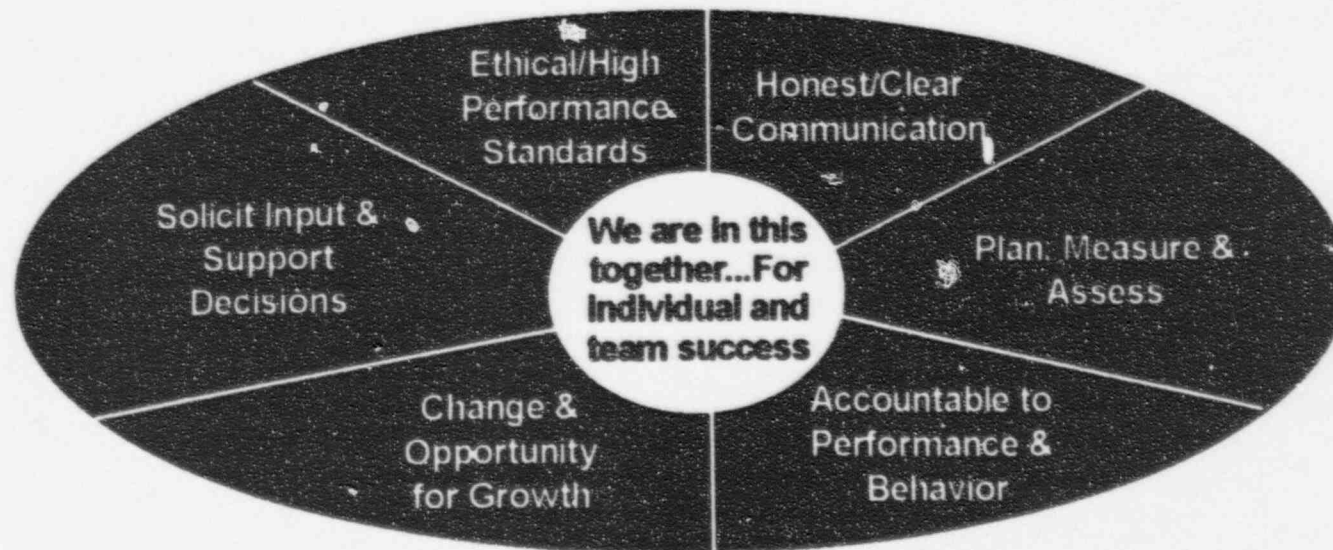 Ethical/High
Performance
Standards
Honest/Clear
Communication
Solicit Input &
Support
Decisions
We are in this
together...For
individual and
team success
Plan, Measure &
Assess
Change &
Opportunity
for Growth
Accountable to
Performance &
Behavior